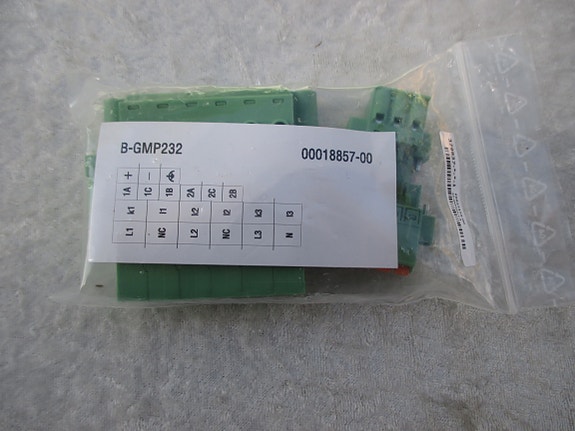 B-GMP232 00018857-00
+ −
1A 1C 1B 2A 2C 2B
k1 l1 k2 l2 k3 l3
L1 NC L2 NC L3 N